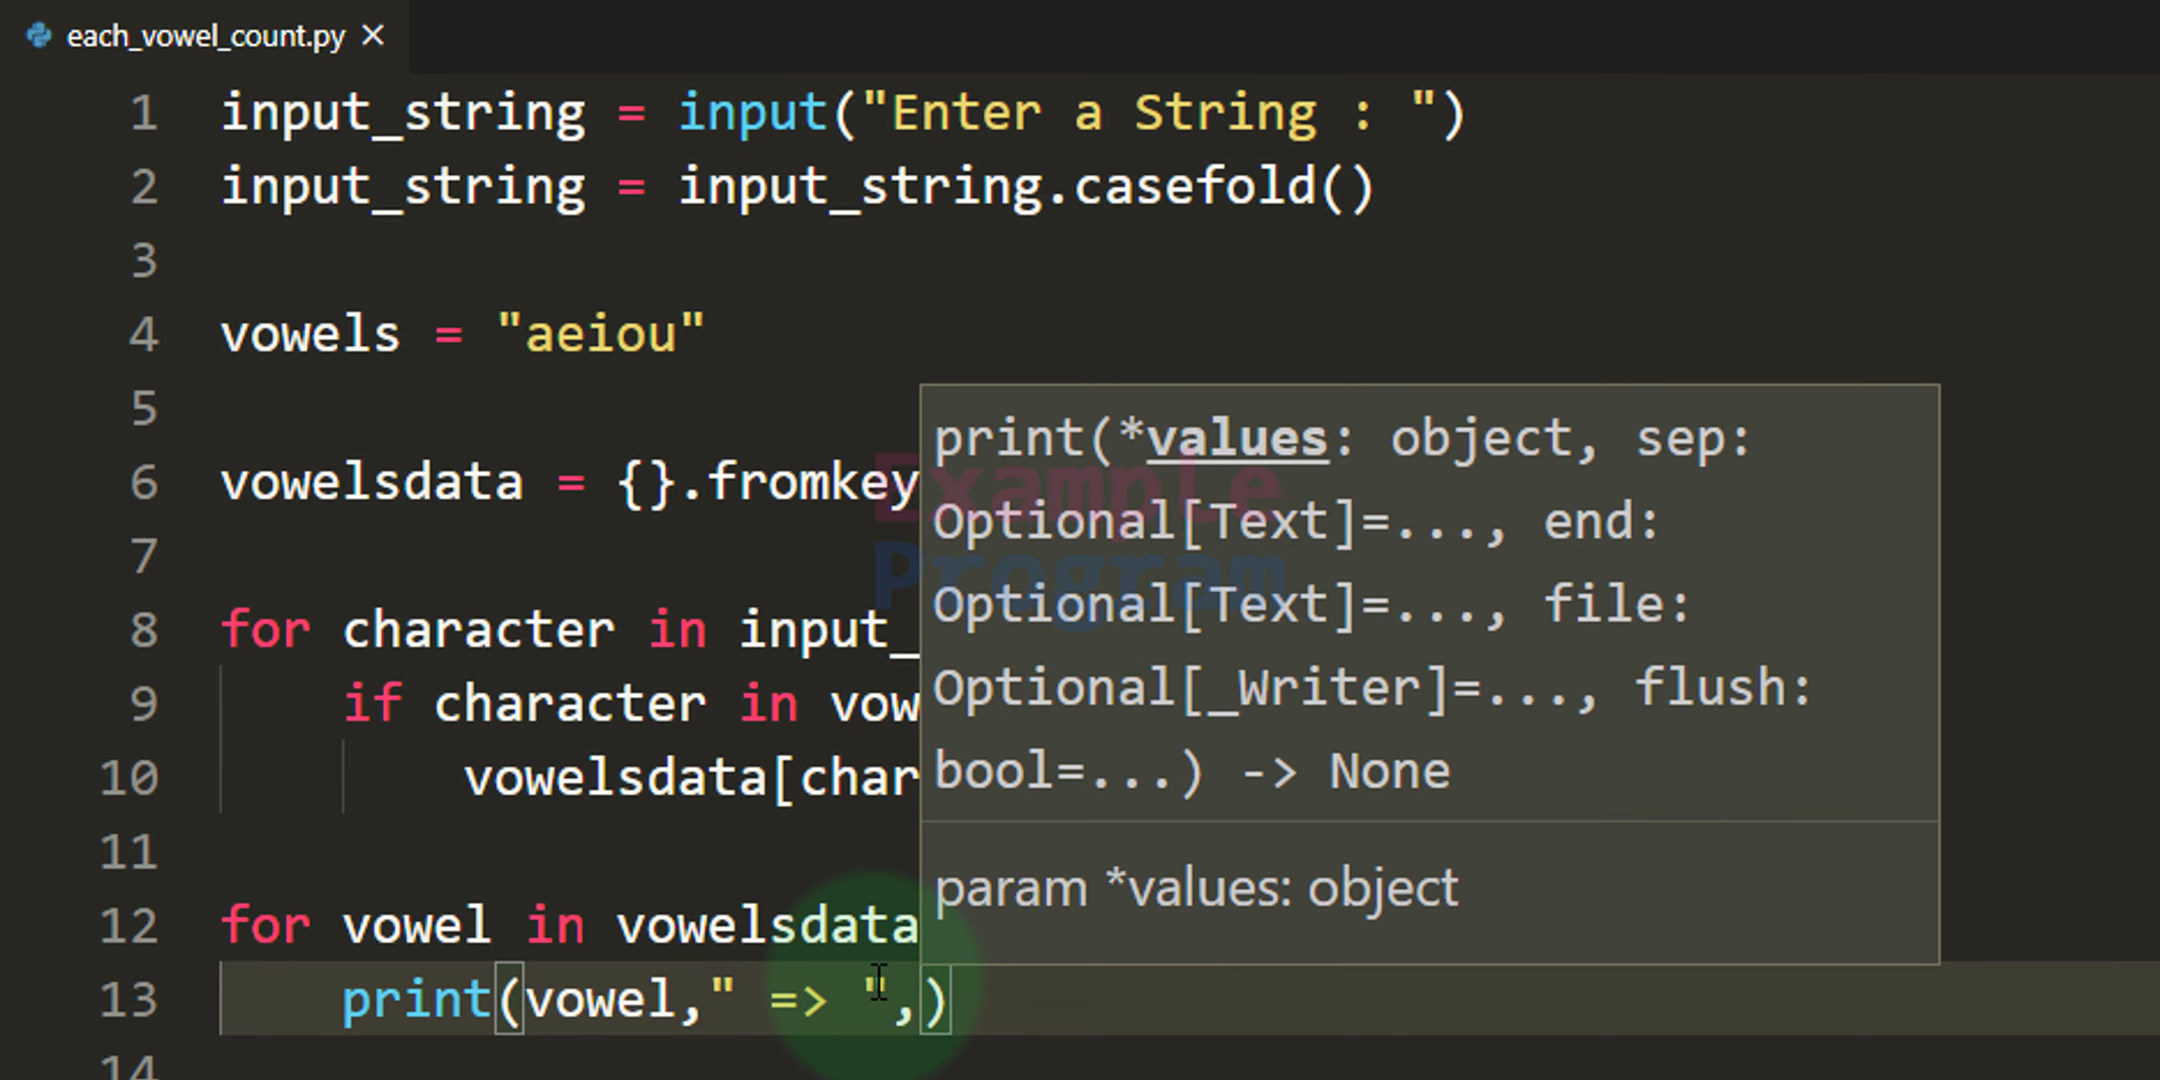 each_vowel_count.py ×
1 input_string = input("Enter a String : ")
2 input_string = input_string.casefold()
3
4 vowels = "aeiou"
5
6 vowelsdata = {}.fromkey
7
8 for character in input_
9 if character in vow
10 vowelsdata[char
11
12 for vowel in vowelsdata
13 print(vowel," => ",)
14
print(*values: object, sep:
Optional[Text]=..., end:
Optional[Text]=..., file:
Optional[_Writer]=..., flush:
bool=...) -> None
param *values: object
Example
Program